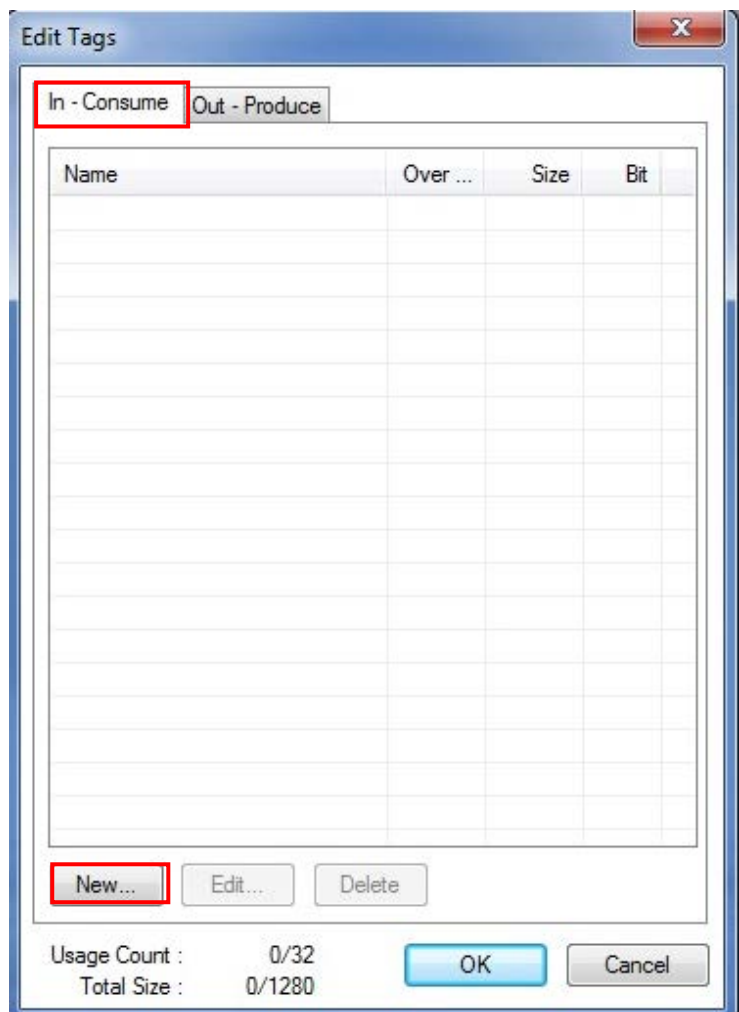 Edit Tags
In - Consume Out - Produce
Name Over ... Size Bit
New... Edit... Delete
Usage Count : 0/32
Total Size : 0/1280
OK Cancel